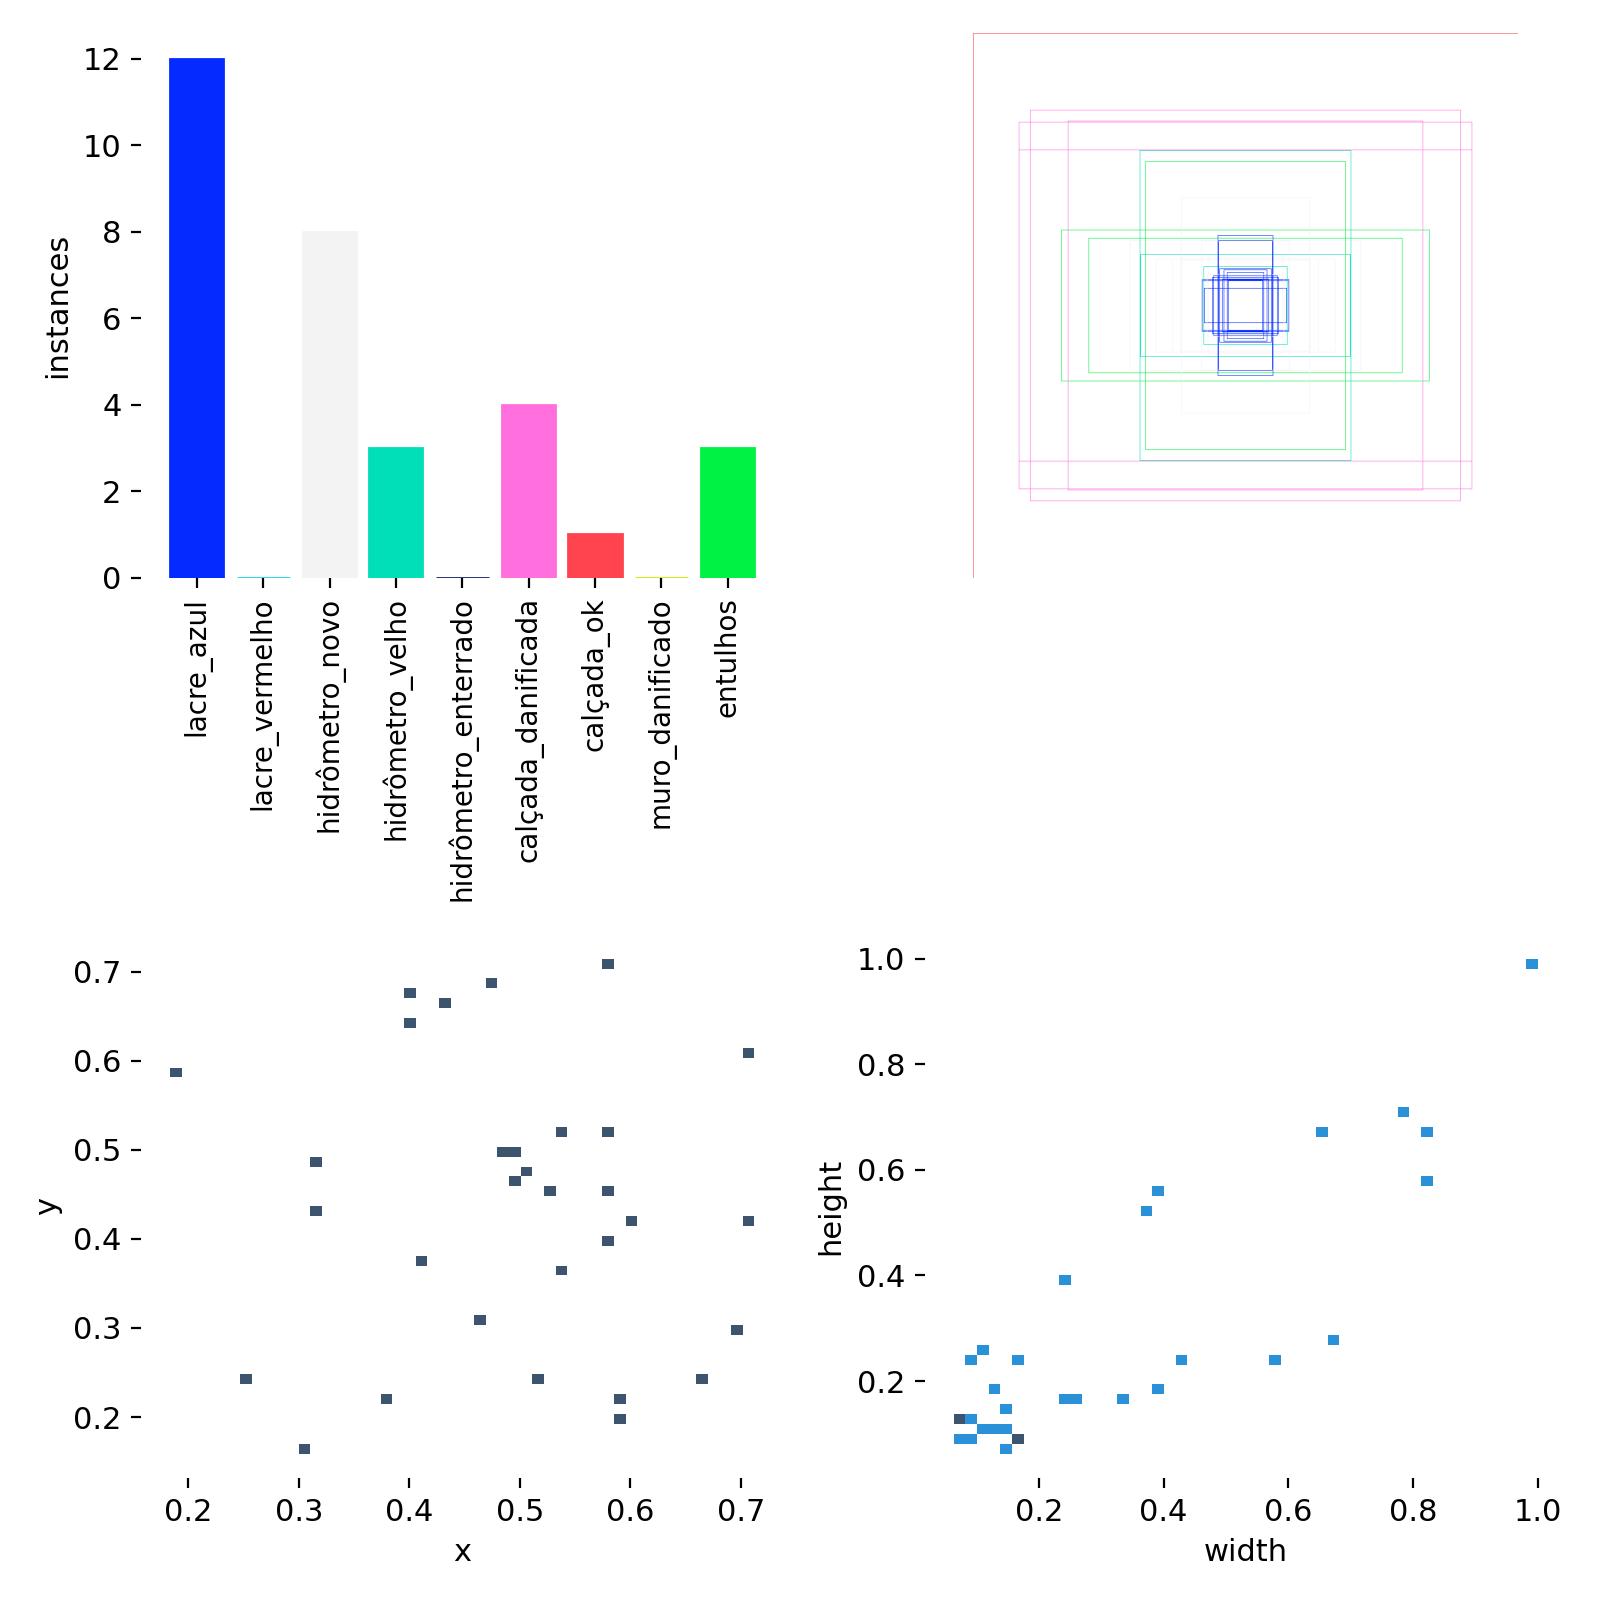 instances
12
10
8
6
4
2
0
lacre_azul
lacre_vermelho
hidrômetro_novo
hidrômetro_velho
hidrômetro_enterrado
calçada_danificada
calçada_ok
muro_danificado
entulhos
y
0.7
0.6
0.5
0.4
0.3
0.2
0.2 0.3 0.4 0.5 0.6 0.7
x
height
1.0
0.8
0.6
0.4
0.2
0.2 0.4 0.6 0.8 1.0
width